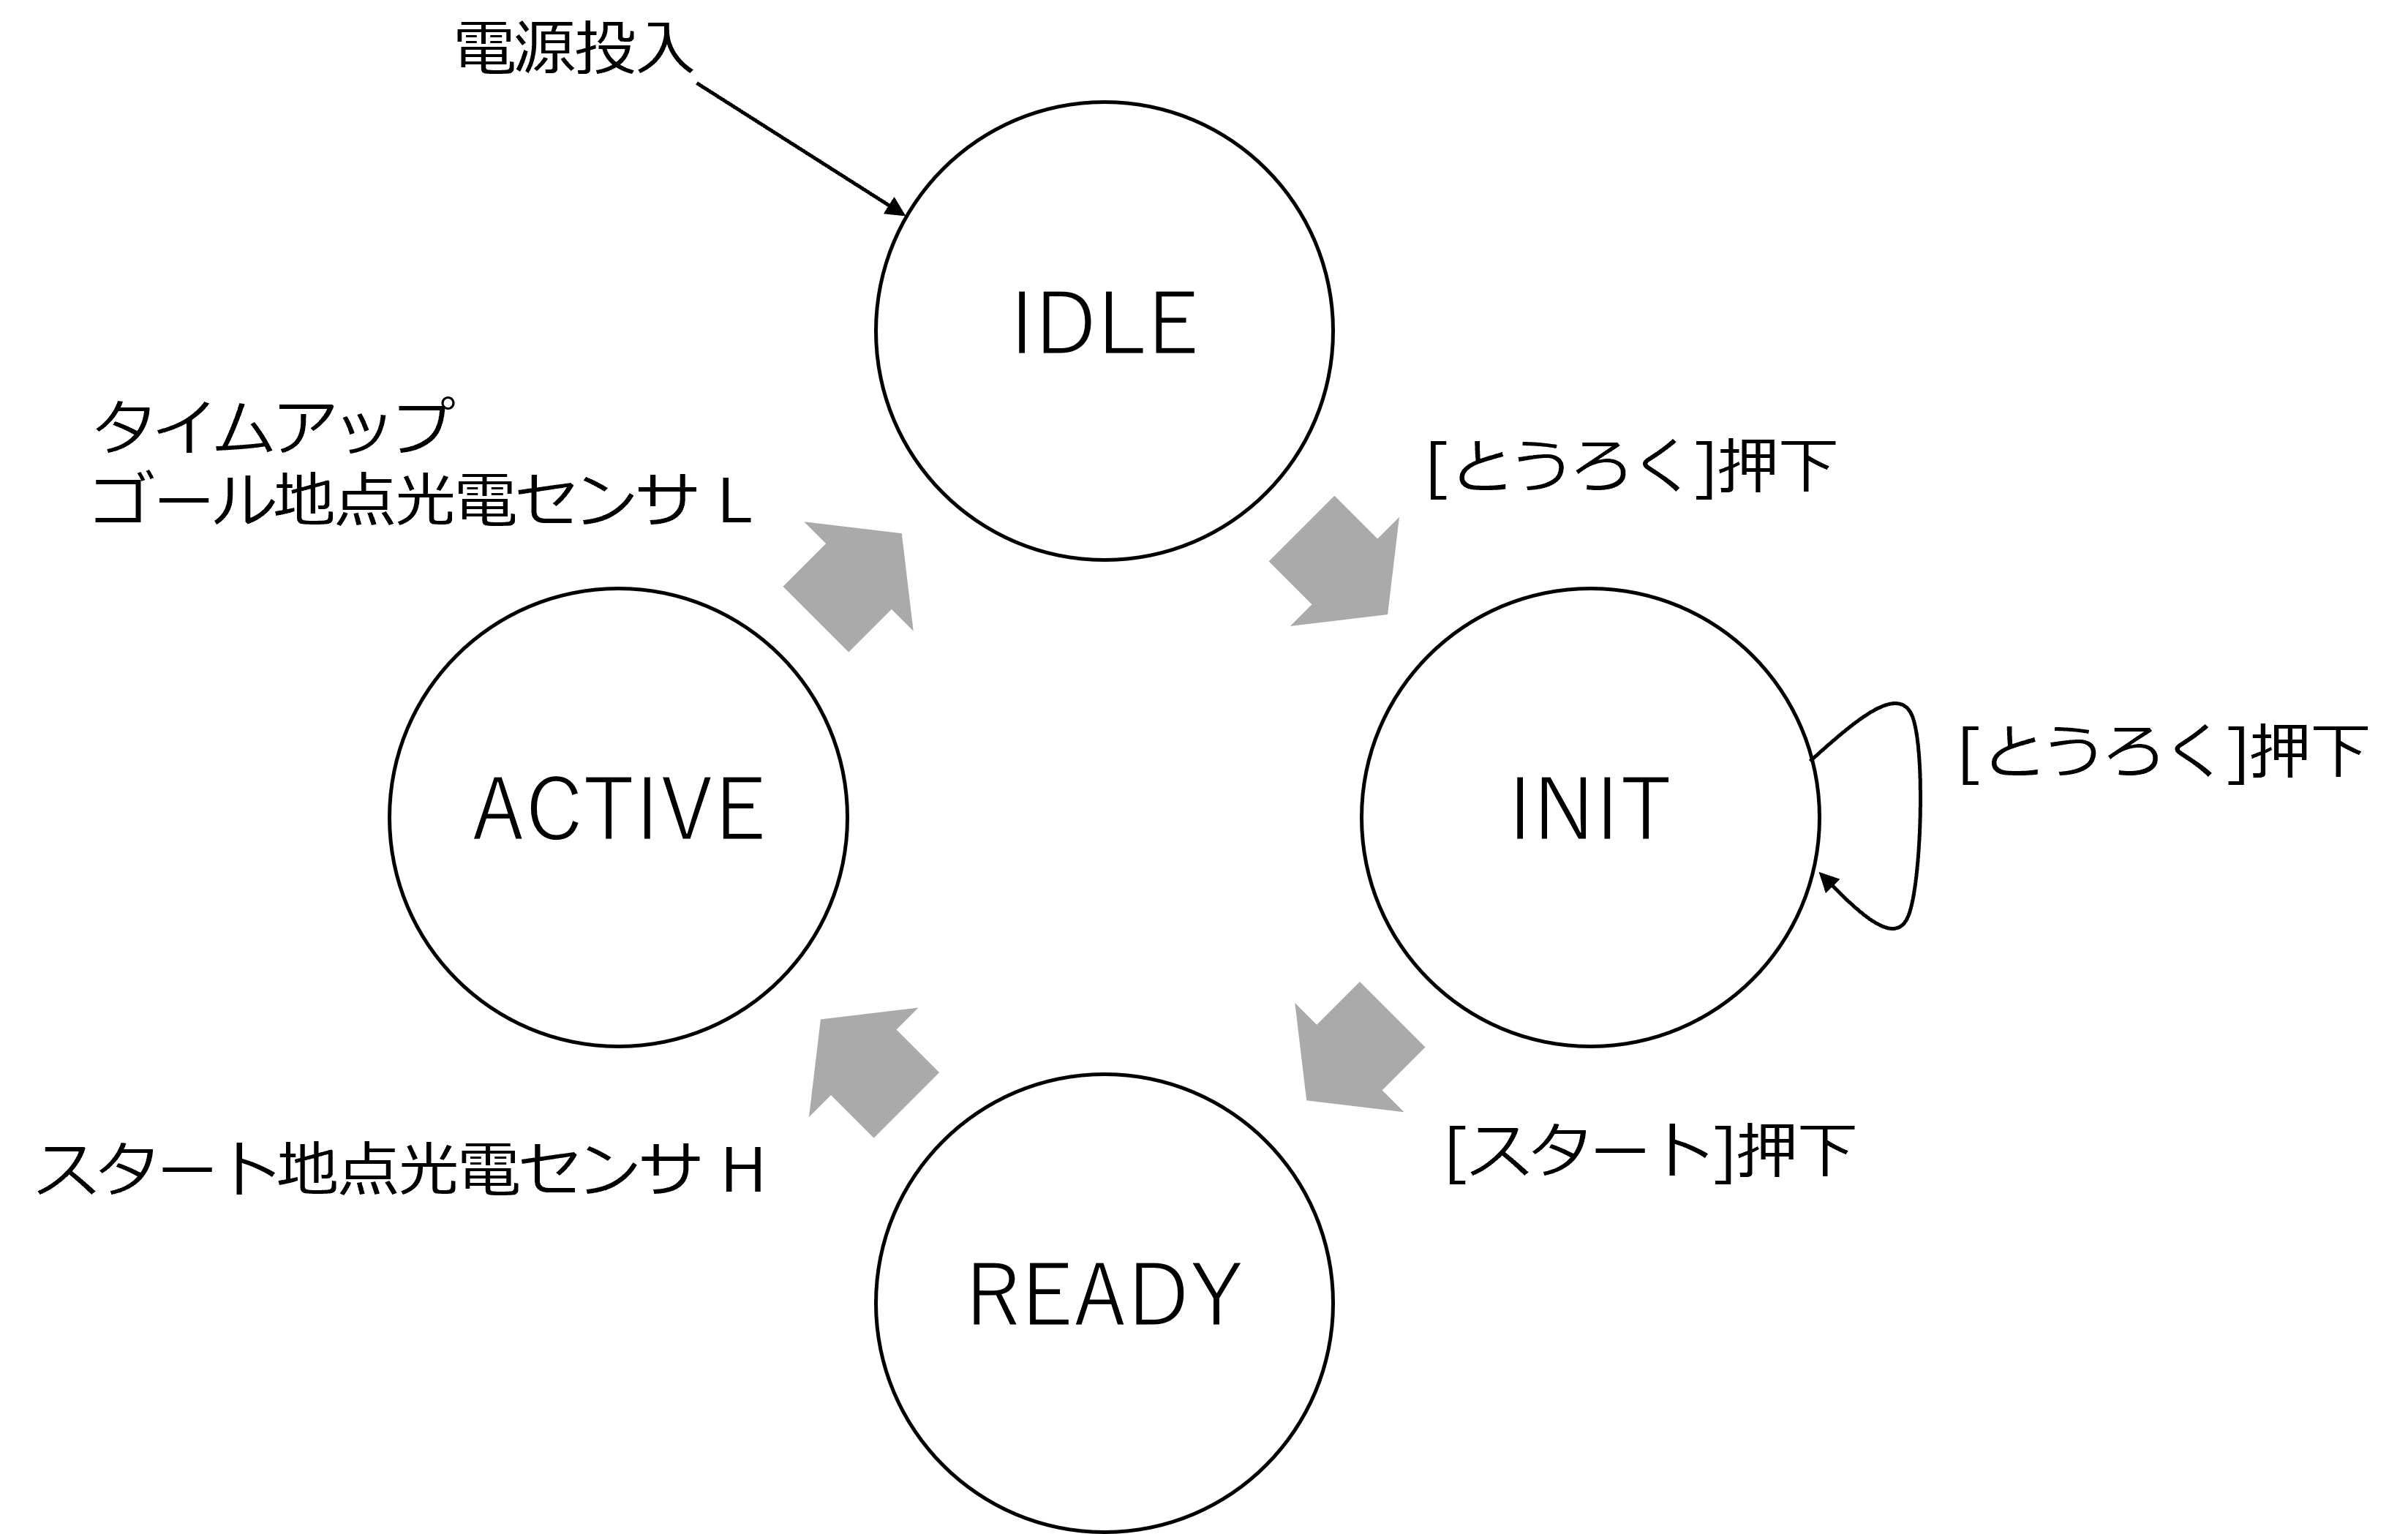 電源投入
IDLE
タイムアップ
ゴール地点光電センサ L
[とうろく]押下
ACTIVE
INIT
[とうろく]押下
スタート地点光電センサ H
[スタート]押下
READY